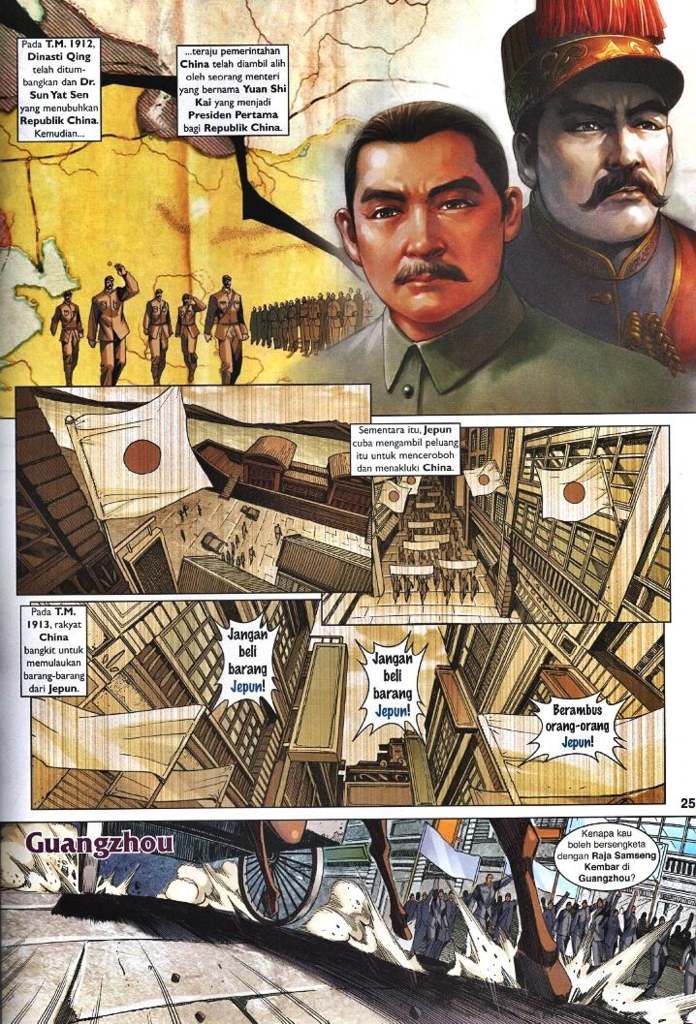 Pada T.M. 1912,
Dinasti Qing
telah ditum-
bangkan dan Dr.
Sun Yat Sen
yang menubuhkan
Republik China.
Kemudian...
...teraju pemerintahan
China telah diambil alih
oleh seorang menteri
yang bernama Yuan Shi
Kai yang menjadi
Presiden Pertama
bagi Republik China.
Sementara itu, Jepun
cuba mengambil peluang
itu untuk menceroboh
dan menakluki China.
Pada T.M.
1913, rakyat
China
bangkit untuk
memulaukan
barang-barang
dari Jepun.
Jangan
beli
barang
Jepun!
Jangan
beli
barang
Jepun!
Berambus
orang-orang
Jepun!
25
Guangzhou
Kenapa kau
boleh bersengketa
dengan Raja Samseng
Kembar di
Guangzhou?